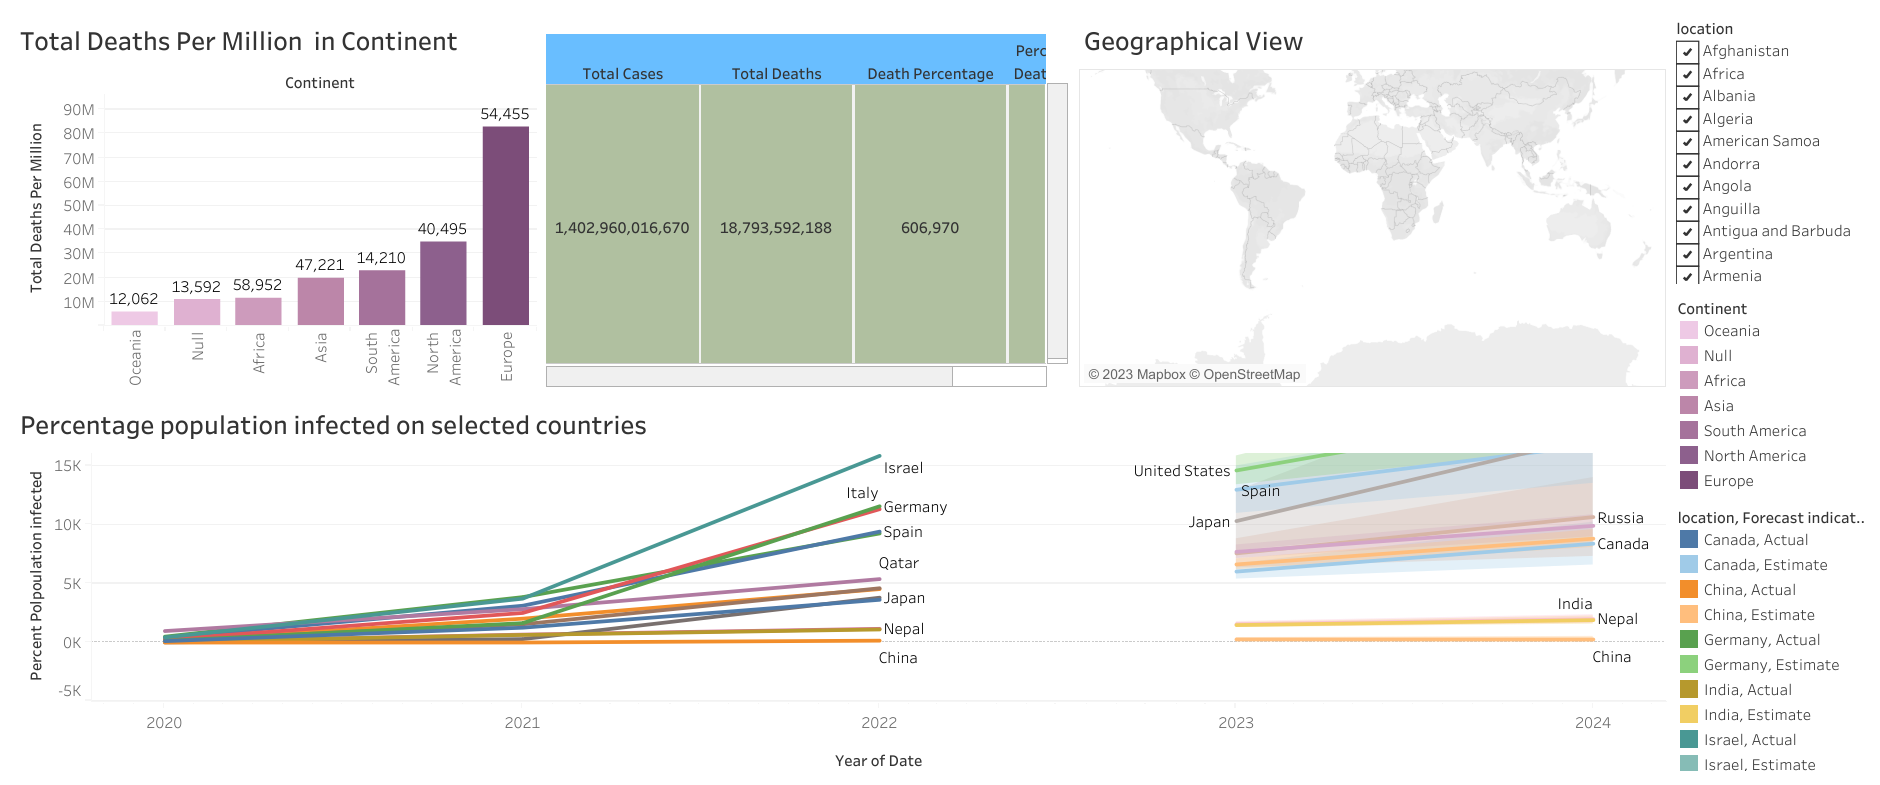 Total Deaths Per Million  in Continent
Continent
Total Deaths Per Million
90M
80M
70M
60M
50M
40M
30M
20M
10M
12,062
13,592
58,952
47,221
14,210
40,495
54,455
Oceania
Null
Africa
Asia
South
America
North
America
Europe
Total Cases
Total Deaths
Death Percentage
Perc
Deat
1,402,960,016,670
18,793,592,188
606,970
Geographical View
© 2023 Mapbox © OpenStreetMap
location
Afghanistan
Africa
Albania
Algeria
American Samoa
Andorra
Angola
Anguilla
Antigua and Barbuda
Argentina
Armenia
Continent
Oceania
Null
Africa
Asia
South America
North America
Europe
Percentage population infected on selected countries
Percent Polpoulation infected
15K
10K
5K
0K
-5K
Israel
Italy
Germany
Spain
Qatar
Japan
Nepal
China
United States
Spain
Japan
Russia
Canada
India
Nepal
China
2020
2021
2022
2023
2024
Year of Date
location, Forecast indicat..
Canada, Actual
Canada, Estimate
China, Actual
China, Estimate
Germany, Actual
Germany, Estimate
India, Actual
India, Estimate
Israel, Actual
Israel, Estimate